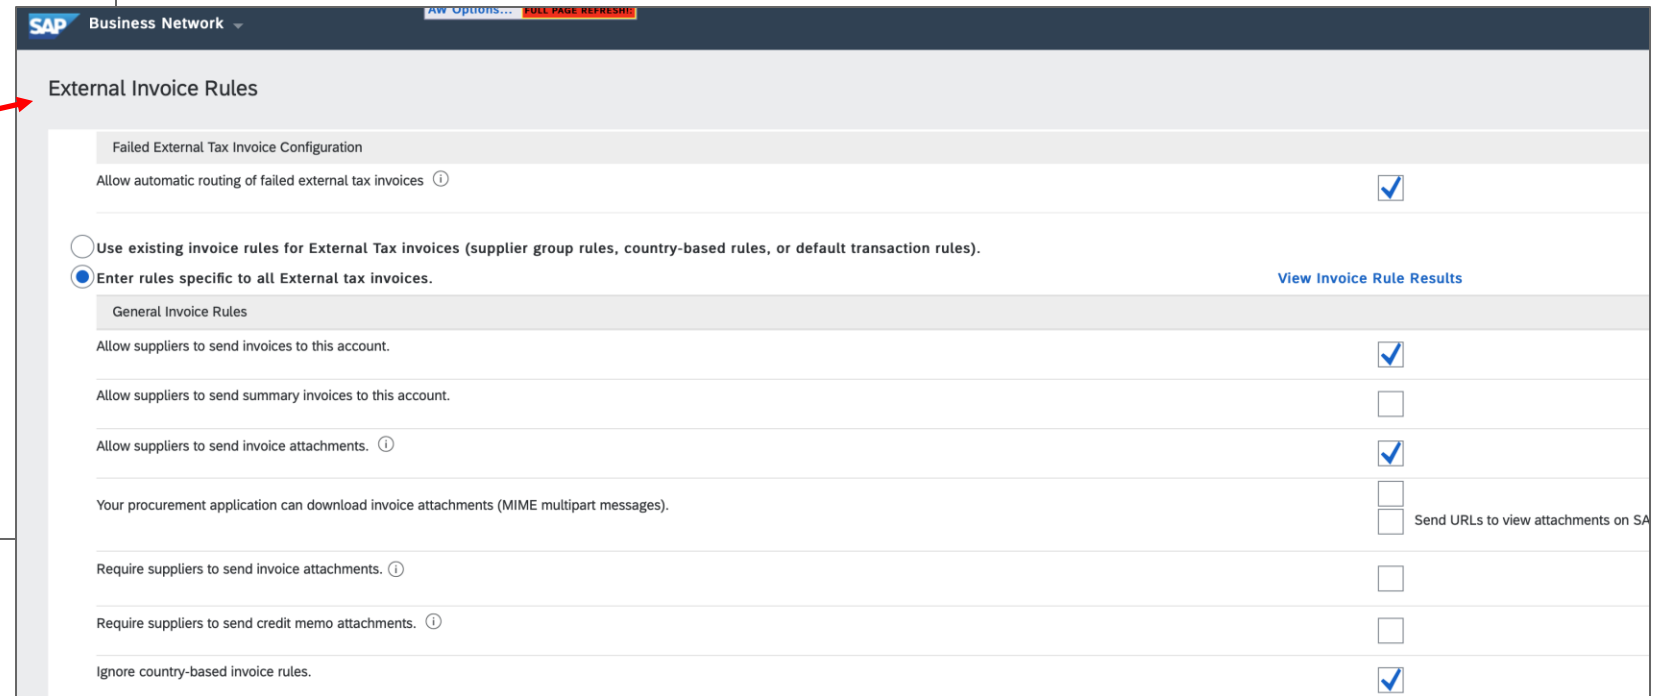 AW Options... FULL PAGE REFRESH!:
SAP Business Network
External Invoice Rules
Failed External Tax Invoice Configuration
Allow automatic routing of failed external tax invoices
Use existing invoice rules for External Tax invoices (supplier group rules, country-based rules, or default transaction rules).
Enter rules specific to all External tax invoices. View Invoice Rule Results
General Invoice Rules
Allow suppliers to send invoices to this account.
Allow suppliers to send summary invoices to this account.
Allow suppliers to send invoice attachments.
Your procurement application can download invoice attachments (MIME multipart messages).
Send URLs to view attachments on SA
Require suppliers to send invoice attachments.
Require suppliers to send credit memo attachments.
Ignore country-based invoice rules.